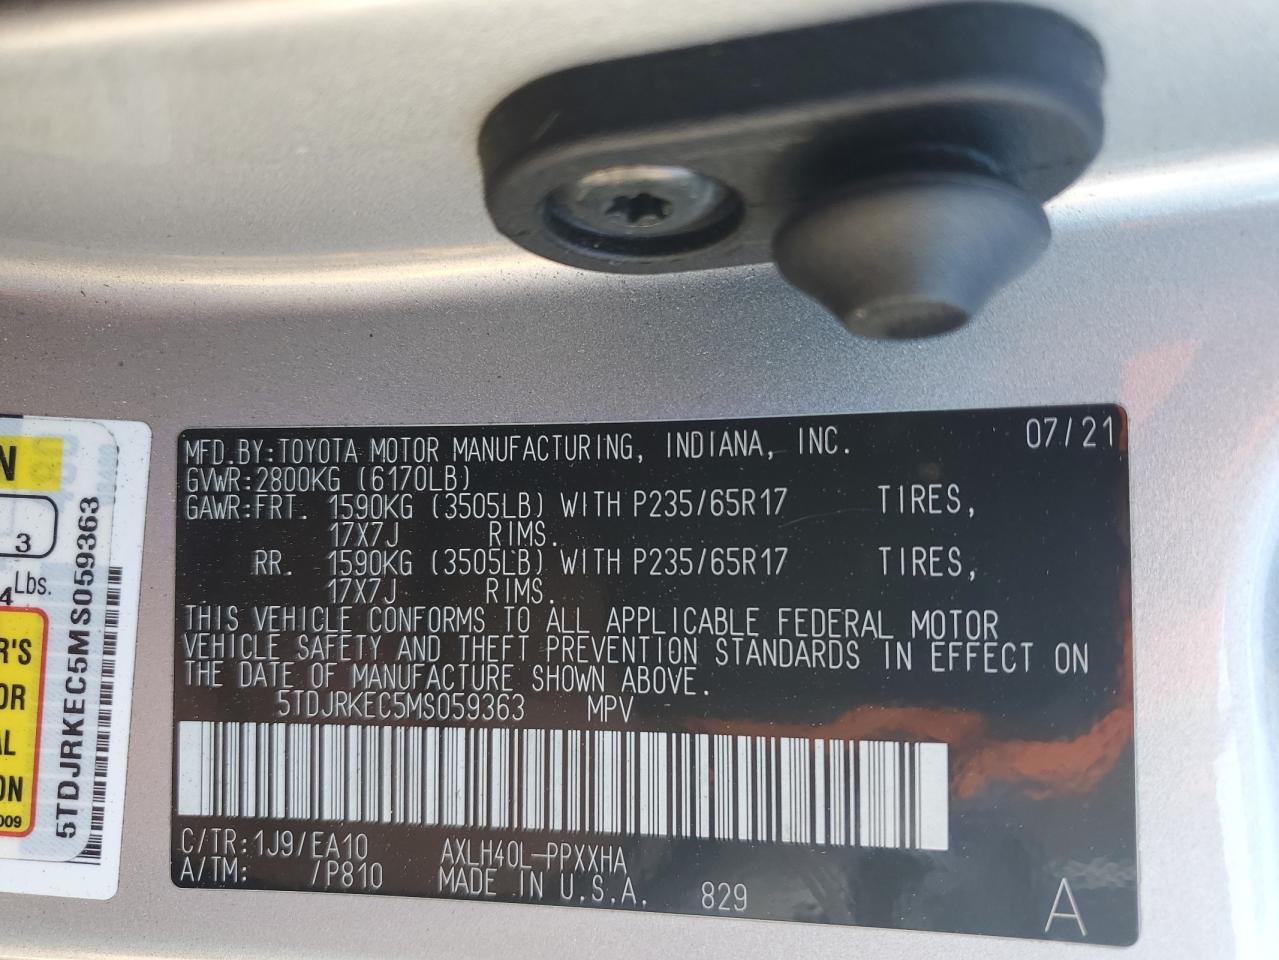 MFD.BY:TOYOTA MOTOR MANUFACTURING, INDIANA, INC. 07/21
GVWR:2800KG (6170LB)
GAWR:FRT. 1590KG (3505LB) WITH P235/65R17 TIRES,
17X7J RIMS.
RR. 1590KG (3505LB) WITH P235/65R17 TIRES,
17X7J RIMS.
THIS VEHICLE CONFORMS TO ALL APPLICABLE FEDERAL MOTOR
VEHICLE SAFETY AND THEFT PREVENTION STANDARDS IN EFFECT ON
THE DATE OF MANUFACTURE SHOWN ABOVE.
5TDJRKEC5MS059363 MPV
C/TR:1J9/EA10 AXLH40L-PPXXHA
A/TM: /P810 MADE IN U.S.A. 829 A
3
Lbs.
5TDJRKEC5MS059363